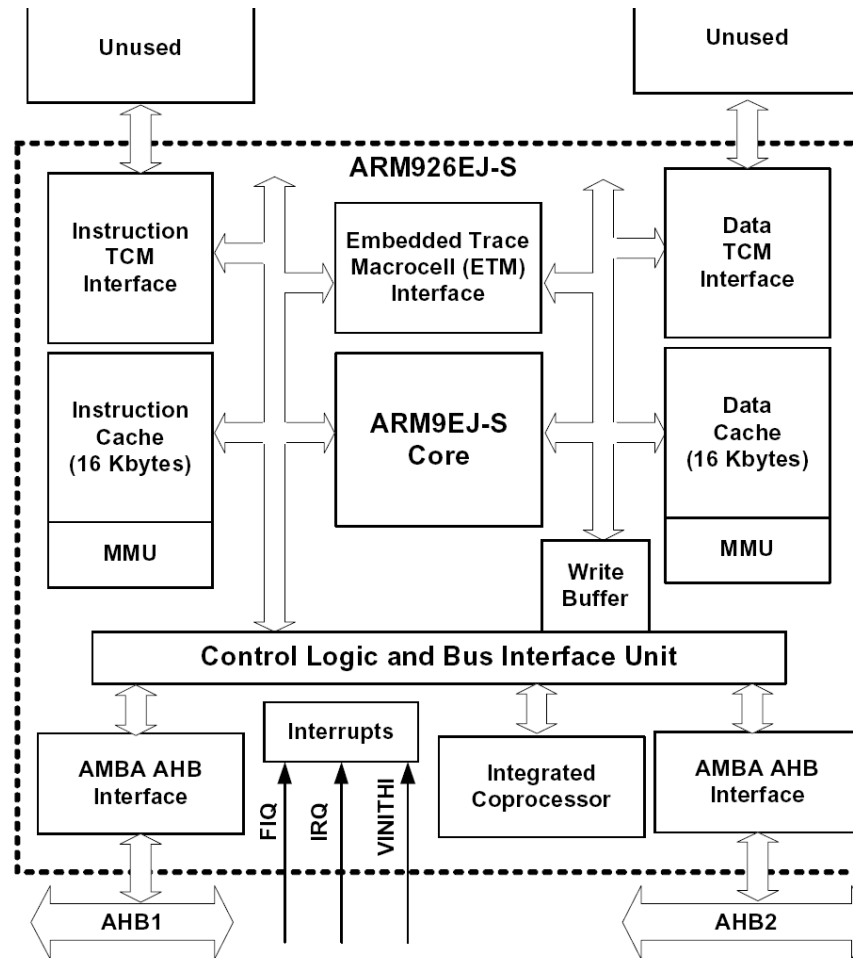 Unused
Unused
ARM926EJ-S
Instruction
TCM
Interface
Embedded Trace
Macrocell (ETM)
Interface
Data
TCM
Interface
Instruction
Cache
(16 Kbytes)
MMU
ARM9EJ-S
Core
Data
Cache
(16 Kbytes)
MMU
Write
Buffer
Control Logic and Bus Interface Unit
AMBA AHB
Interface
Interrupts
FIQ
IRQ
VINITHI
Integrated
Coprocessor
AMBA AHB
Interface
AHB1
AHB2